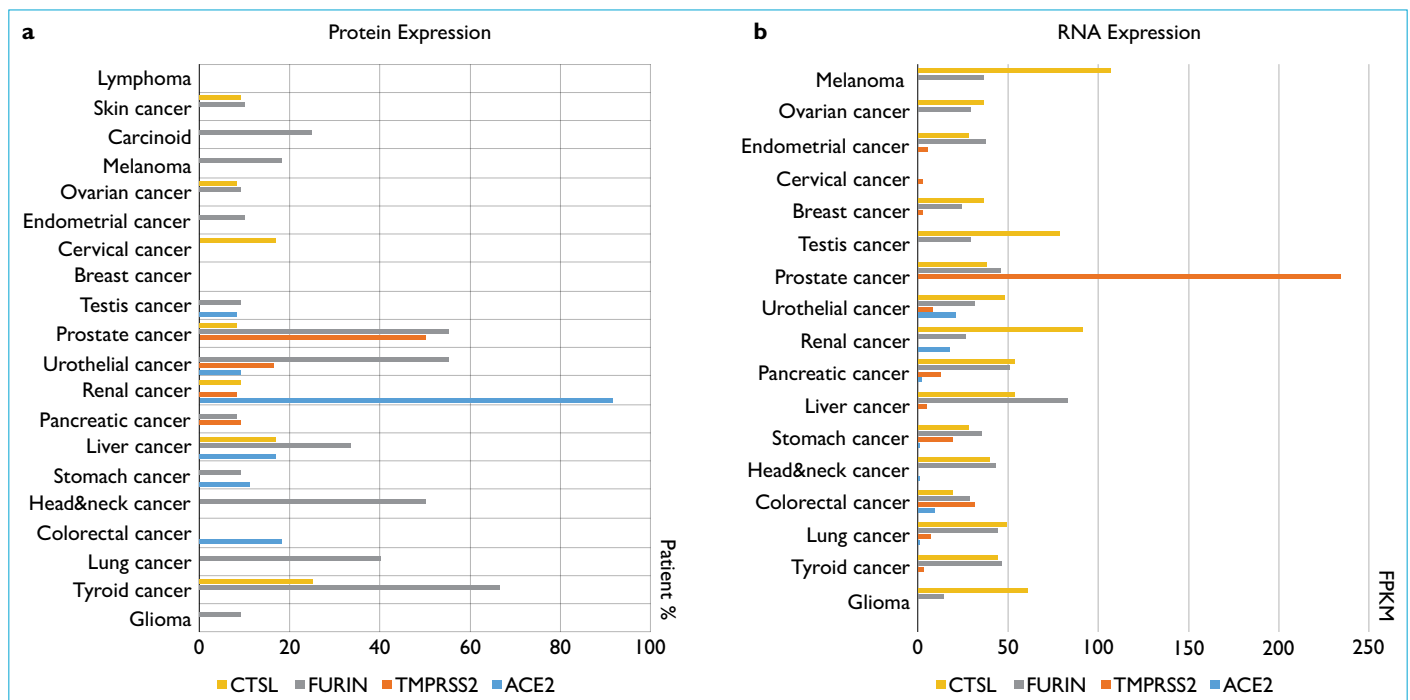 a
Protein Expression
Lymphoma
Skin cancer
Carcinoid
Melanoma
Ovarian cancer
Endometrial cancer
Cervical cancer
Breast cancer
Testis cancer
Prostate cancer
Urothelial cancer
Renal cancer
Pancreatic cancer
Liver cancer
Stomach cancer
Head&neck cancer
Colorectal cancer
Lung cancer
Tyroid cancer
Glioma
0 20 40 60 80 100
Patient %
CTSL FURIN TMPRSS2 ACE2
b
RNA Expression
Melanoma
Ovarian cancer
Endometrial cancer
Cervical cancer
Breast cancer
Testis cancer
Prostate cancer
Urothelial cancer
Renal cancer
Pancreatic cancer
Liver cancer
Stomach cancer
Head&neck cancer
Colorectal cancer
Lung cancer
Tyroid cancer
Glioma
0 50 100 150 200 250
FPKM
CTSL FURIN TMPRSS2 ACE2